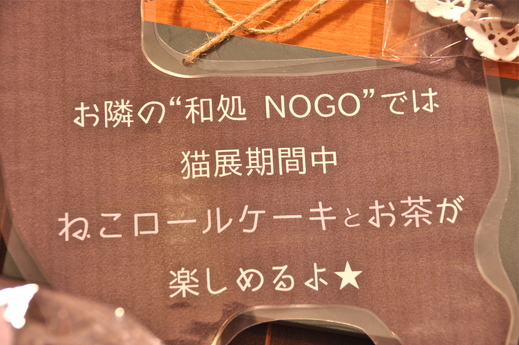 お隣の“和処 NOGO”では
猫展期間中
ねこロールケーキとお茶が
楽しめるよ★